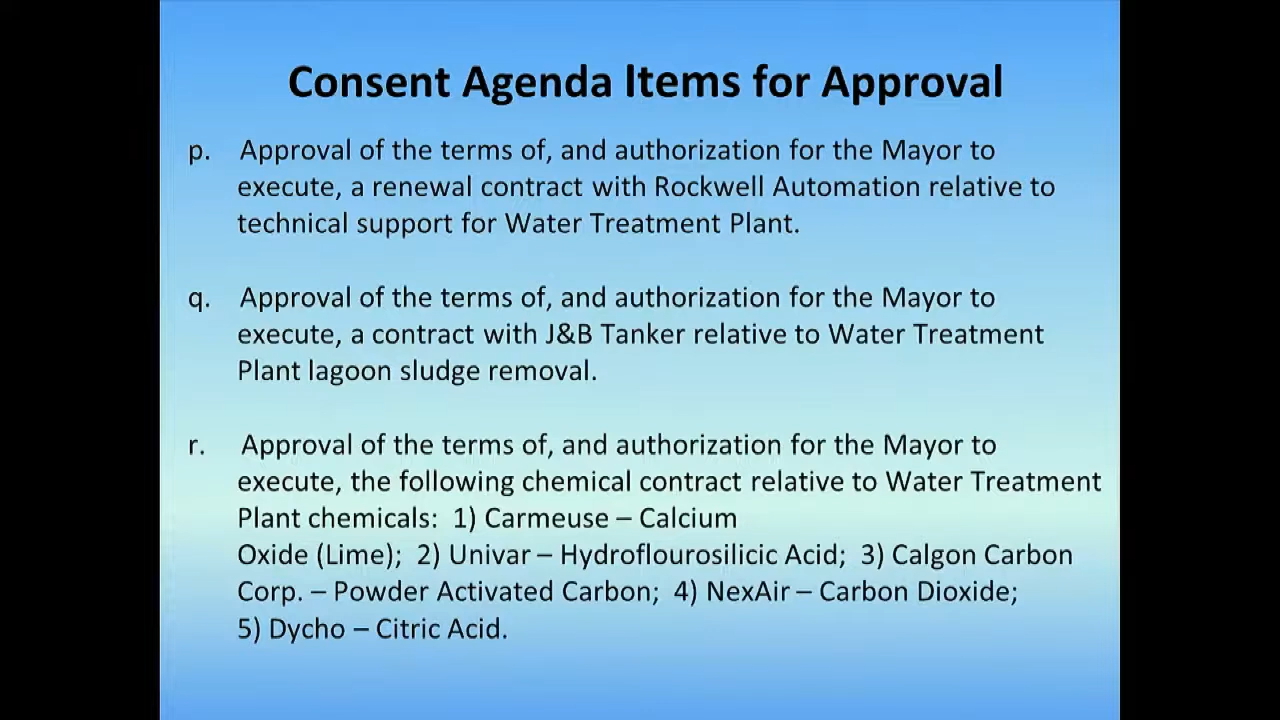 Consent Agenda Items for Approval
p. Approval of the terms of, and authorization for the Mayor to
execute, a renewal contract with Rockwell Automation relative to
technical support for Water Treatment Plant.
q. Approval of the terms of, and authorization for the Mayor to
execute, a contract with J&B Tanker relative to Water Treatment
Plant lagoon sludge removal.
r. Approval of the terms of, and authorization for the Mayor to
execute, the following chemical contract relative to Water Treatment
Plant chemicals: 1) Carmeuse – Calcium
Oxide (Lime); 2) Univar – Hydroflourosilicic Acid; 3) Calgon Carbon
Corp. – Powder Activated Carbon; 4) NexAir – Carbon Dioxide;
5) Dycho – Citric Acid.